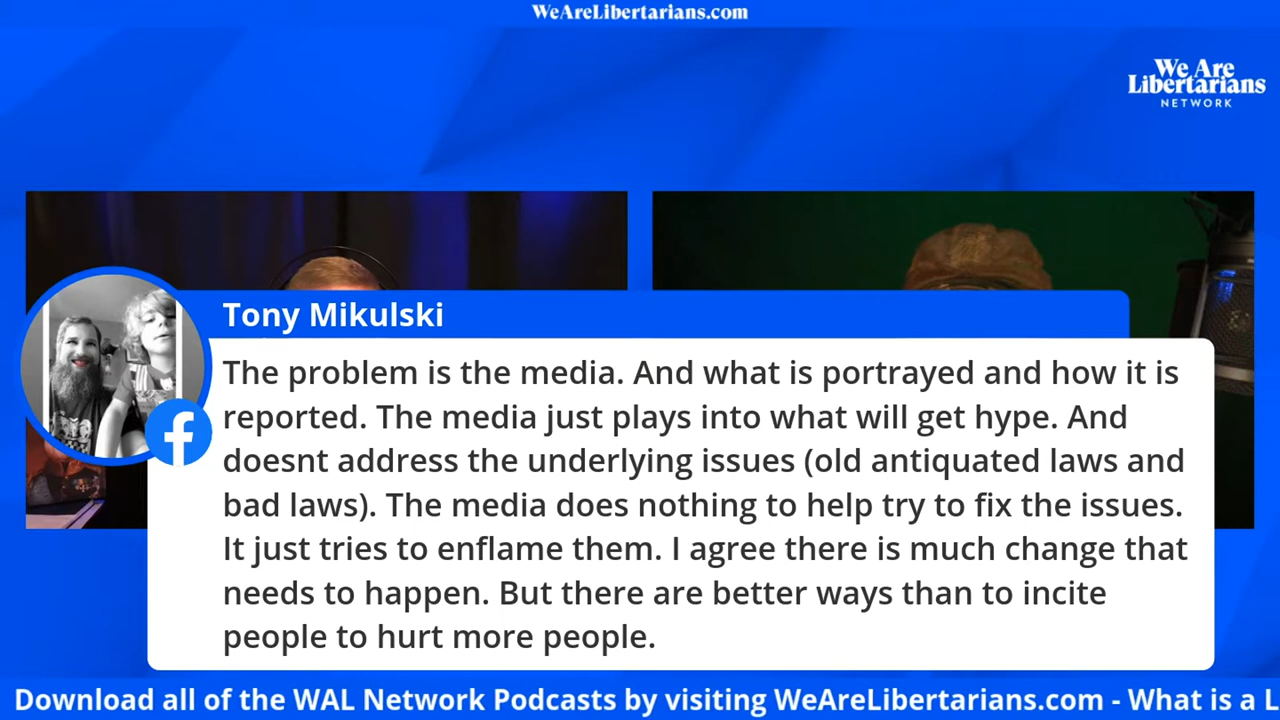 WeAreLibertarians.com
We Are
Libertarians
NETWORK
Tony Mikulski
The problem is the media. And what is portrayed and how it is
reported. The media just plays into what will get hype. And
doesnt address the underlying issues (old antiquated laws and
bad laws). The media does nothing to help try to fix the issues.
It just tries to enflame them. I agree there is much change that
needs to happen. But there are better ways than to incite
people to hurt more people.
Download all of the WAL Network Podcasts by visiting WeAreLibertarians.com - What is a L